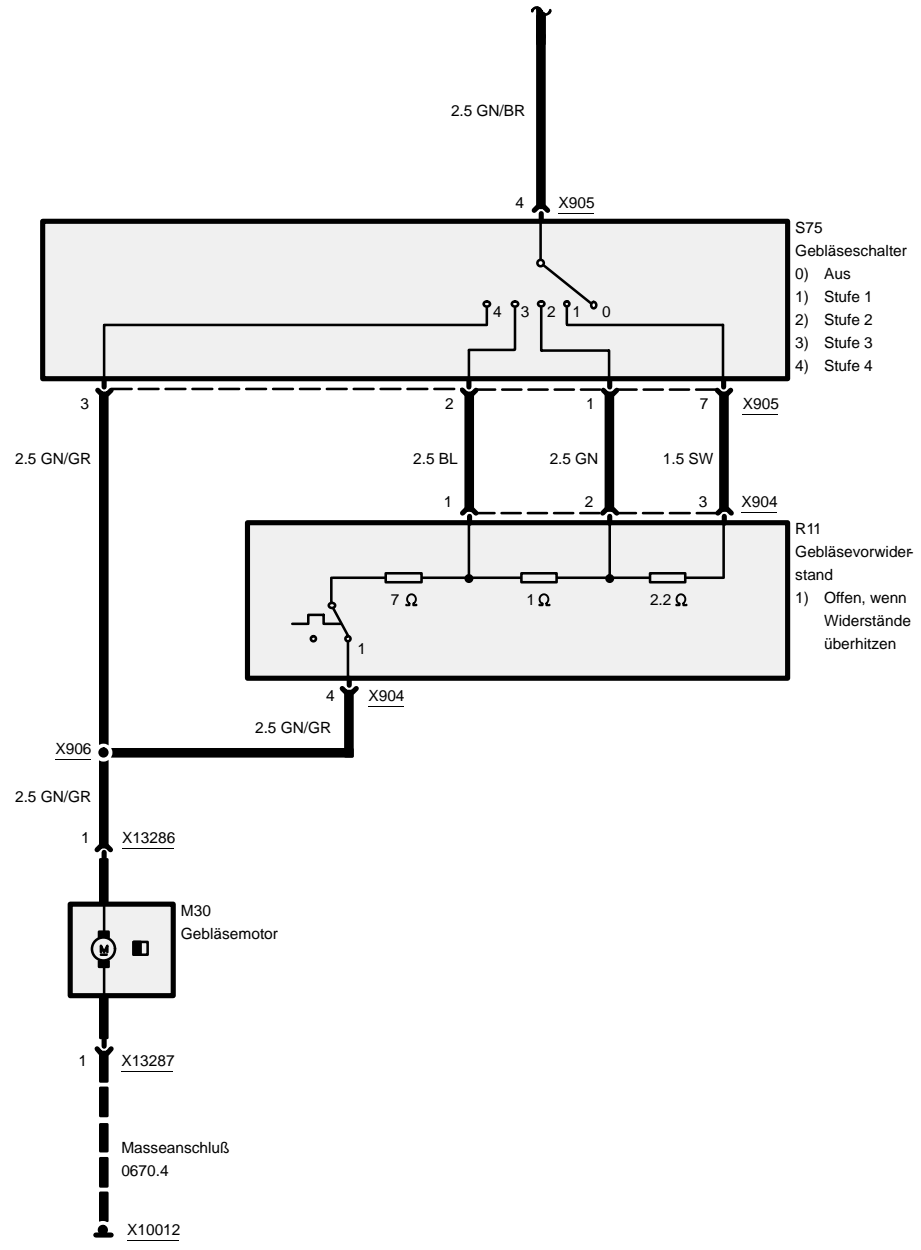 2.5 GN/BR
4 X905
S75
Gebläseschalter
0) Aus
1) Stufe 1
2) Stufe 2
3) Stufe 3
4) Stufe 4
4 3 2 1 0
3 2 1 7 X905
2.5 GN/GR 2.5 BL 2.5 GN 1.5 SW
1 2 3 X904
R11
Gebläsevorwider-
stand
1) Offen, wenn
Widerstände
überhitzen
7 Ω 1 Ω 2.2 Ω
1
4 X904
2.5 GN/GR
X906
2.5 GN/GR
1 X13286
M30
Gebläsemotor
M
1 X13287
Masseanschluß
0670.4
X10012